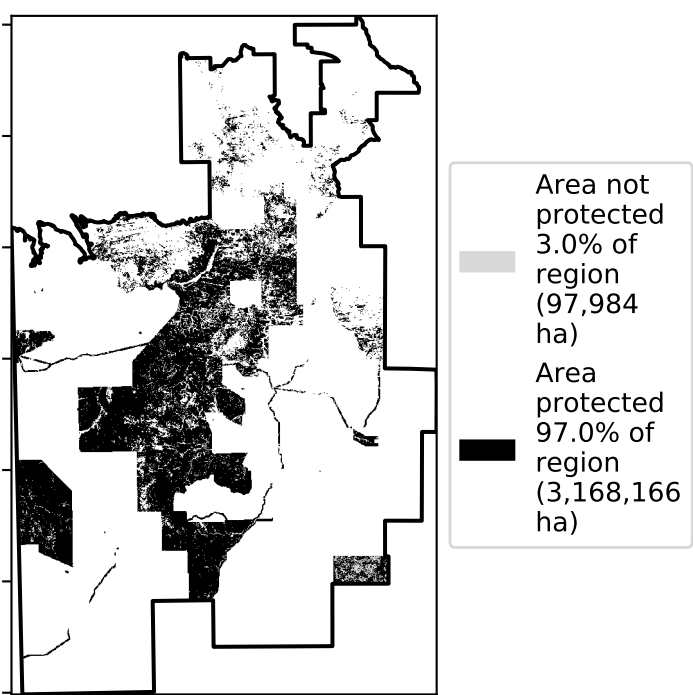 Area not
protected
3.0% of
region
(97,984
ha)
Area
protected
97.0% of
region
(3,168,166
ha)